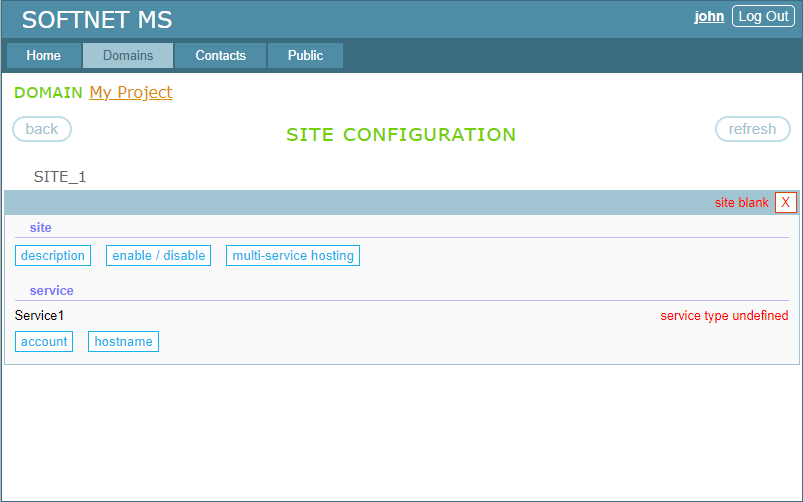 SOFTNET MS
john Log Out
Home Domains Contacts Public
DOMAIN My Project
back SITE CONFIGURATION refresh
SITE_1
site blank X
site
description enable / disable multi-service hosting
service
Service1 service type undefined
account hostname